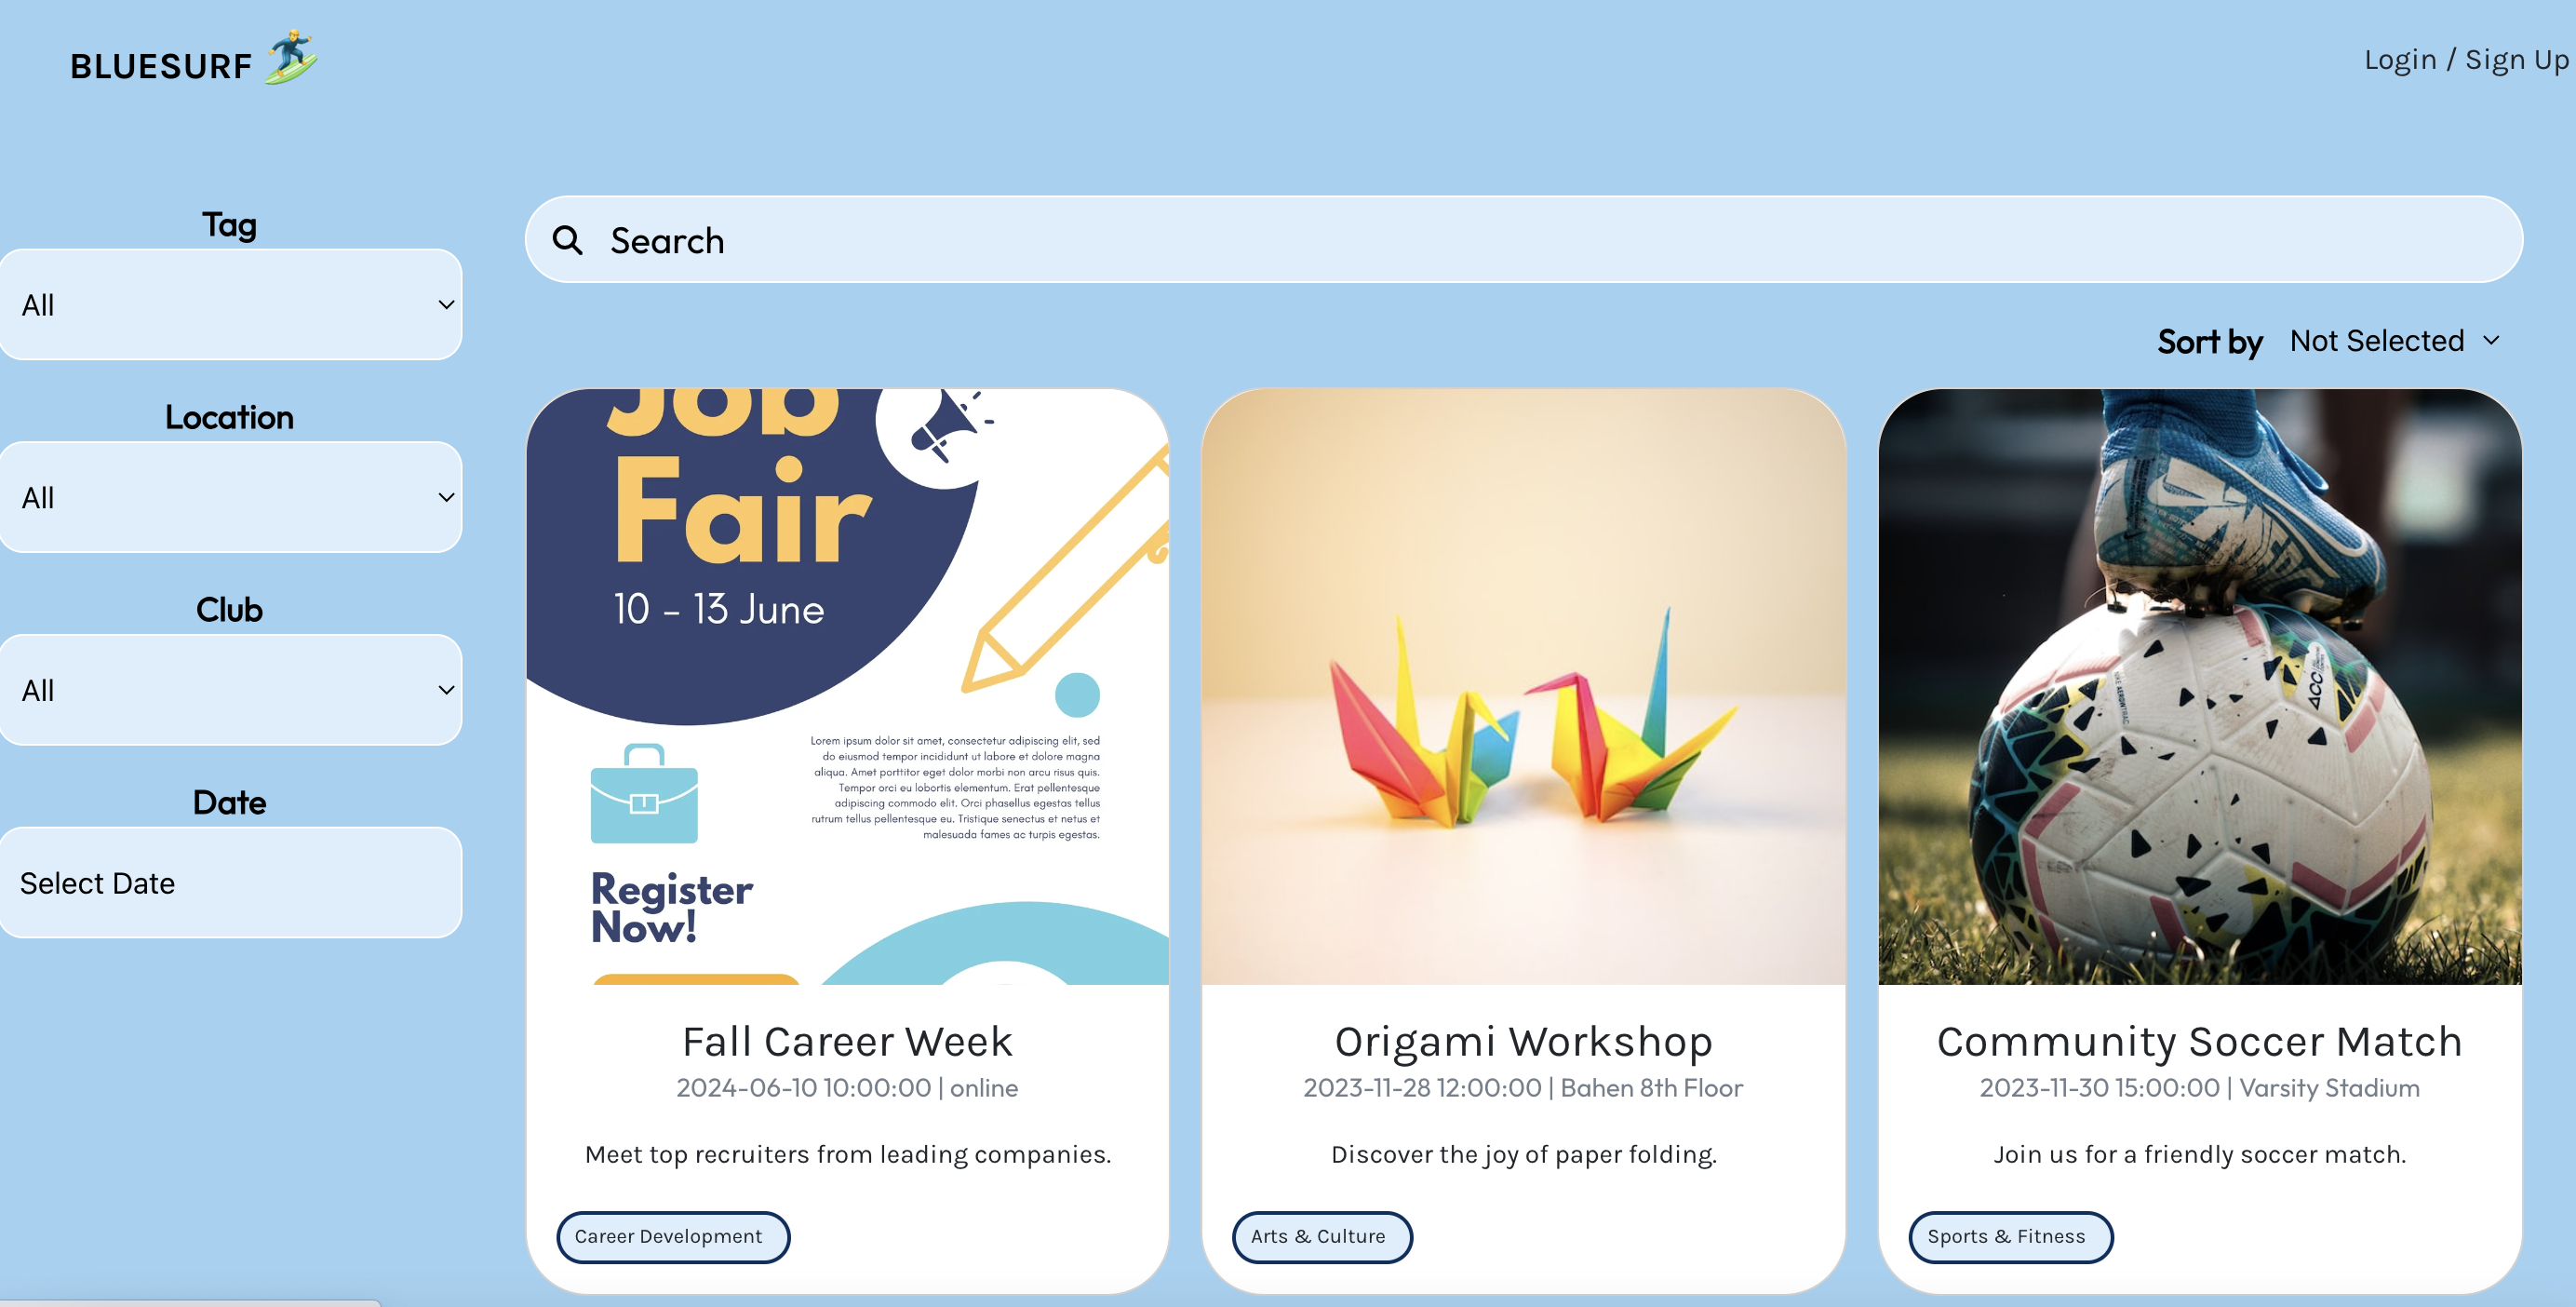 BLUESURF
Login / Sign Up
Tag
All
Location
All
Club
All
Date
Select Date
Search
Sort by Not Selected
Job
Fair
10 – 13 June
Lorem ipsum dolor sit amet, consectetur adipiscing elit, sed
do eiusmod tempor incididunt ut labore et dolore magna
aliqua. Amet porttitor eget dolor morbi non arcu risus quis.
Tempor orci eu lobortis elementum. Erat pellentesque
adipiscing commodo elit. Orci phasellus egestas tellus
rutrum tellus pellentesque eu. Tristique senectus et netus et
malesuada fames ac turpis egestas.
Register
Now!
Fall Career Week
2024-06-10 10:00:00 | online
Meet top recruiters from leading companies.
Career Development
Origami Workshop
2023-11-28 12:00:00 | Bahen 8th Floor
Discover the joy of paper folding.
Arts & Culture
ACC
Community Soccer Match
2023-11-30 15:00:00 | Varsity Stadium
Join us for a friendly soccer match.
Sports & Fitness